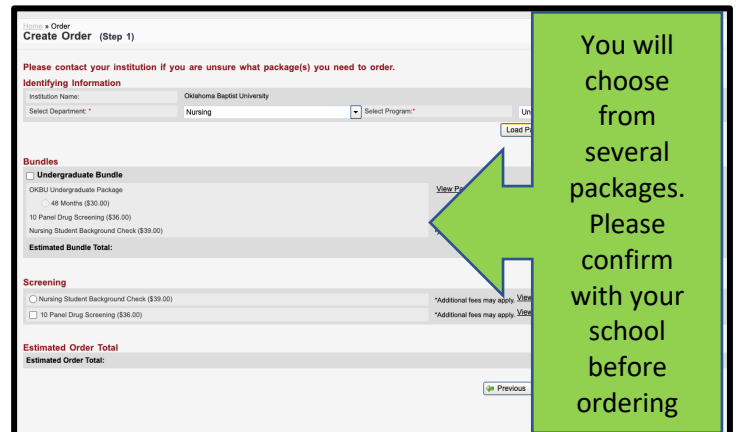 Home » Order
Create Order (Step 1)
Please contact your institution if you are unsure what package(s) you need to order.
Identifying Information
Institution Name: Oklahoma Baptist University
Select Department: * Nursing Select Program:* Un
Load Pa
Bundles
Undergraduate Bundle
OKBU Undergraduate Package View
48 Months ($30.00)
10 Panel Drug Screening ($36.00)
Nursing Student Background Check ($39.00)
Estimated Bundle Total:
Screening
Nursing Student Background Check ($39.00) *Additional fees may apply. View
10 Panel Drug Screening ($36.00) *Additional fees may apply. View
Estimated Order Total
Estimated Order Total:
Previous
You will
choose
from
several
packages.
Please
confirm
with your
school
before
ordering